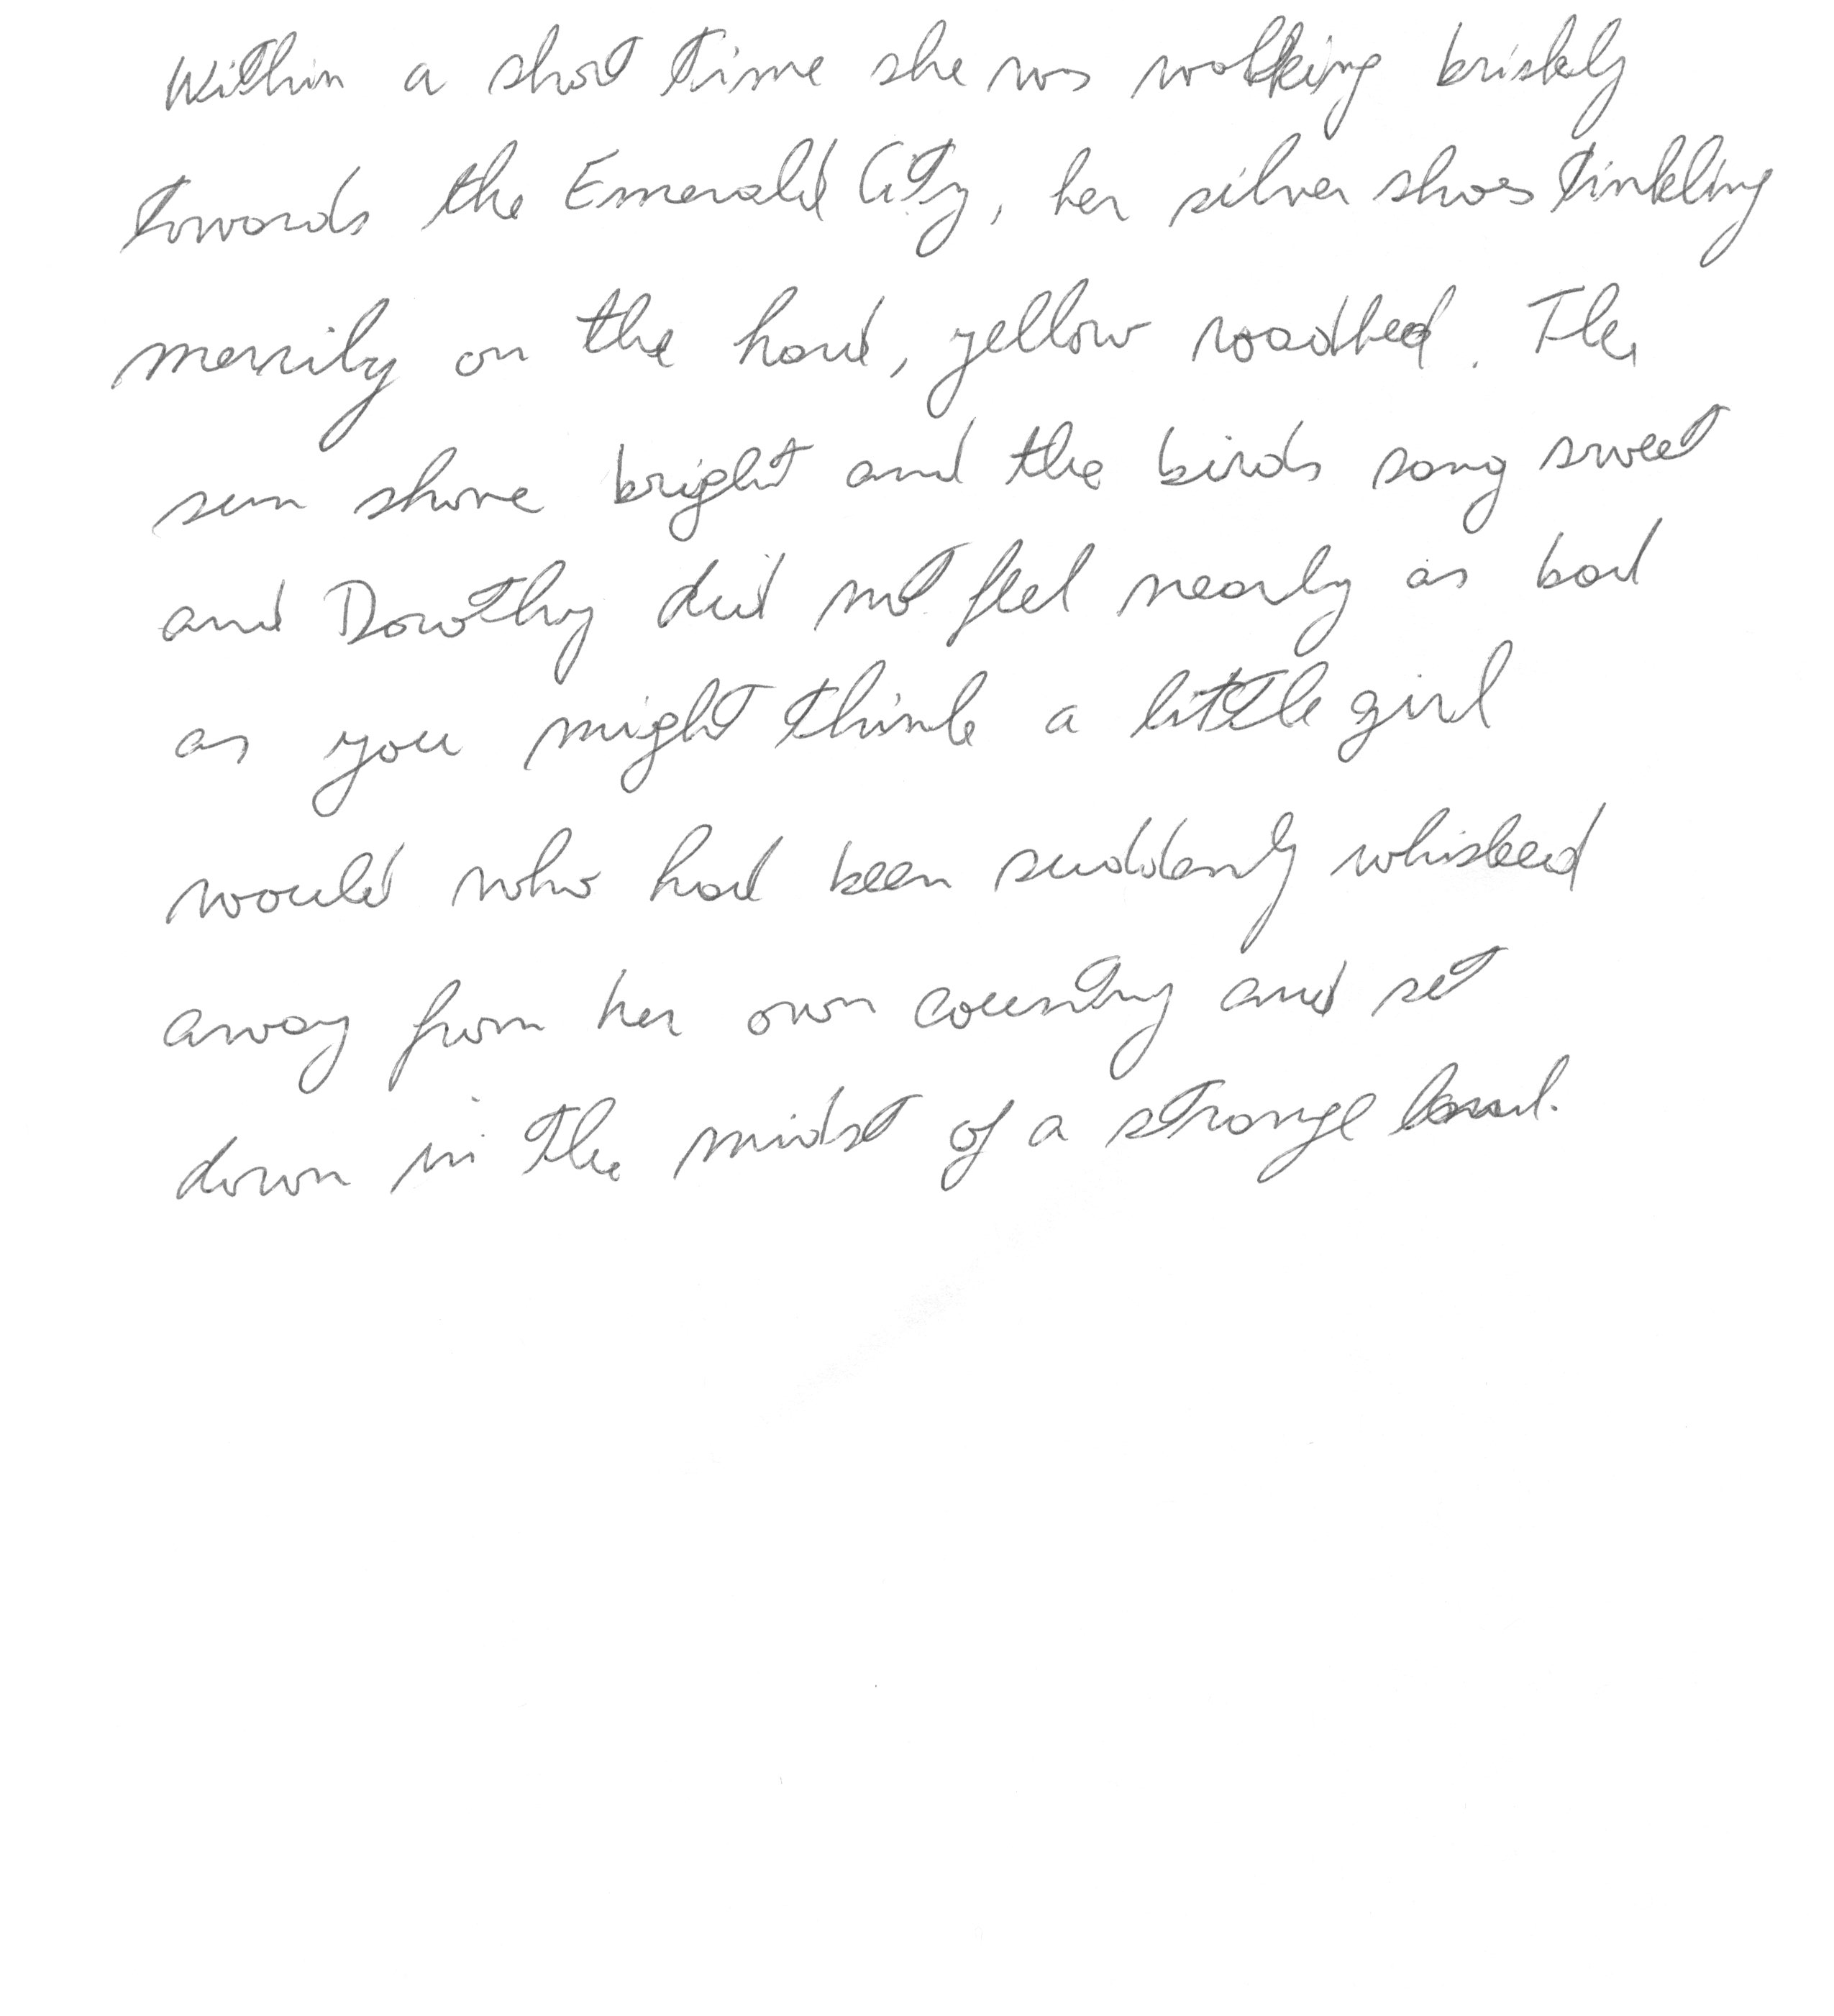 Within a short time she was walking briskly
towards the Emerald City, her silver shoes tinkling
merrily on the hard, yellow roadbed. The
sun shone bright and the birds sang sweet
and Dorothy did not feel nearly as bad
as you might think a little girl
would who had been suddenly whisked
away from her own country and set
down in the midst of a strange land.